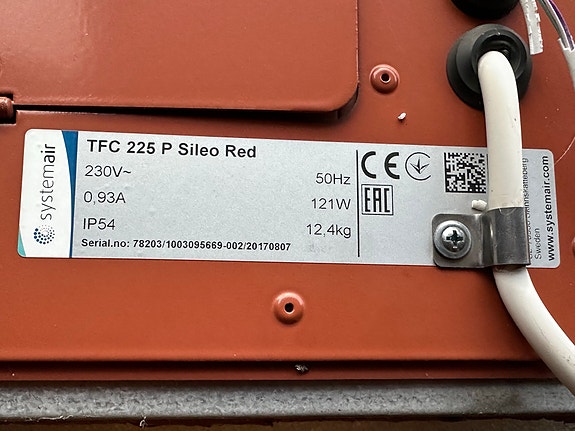 systemair
TFC 225 P Sileo Red
230V~ 50Hz
0,93A 121W
IP54 12,4kg
Serial.no: 78203/1003095669-002/20170807
CE
EAC
Sweden
www.systemair.com